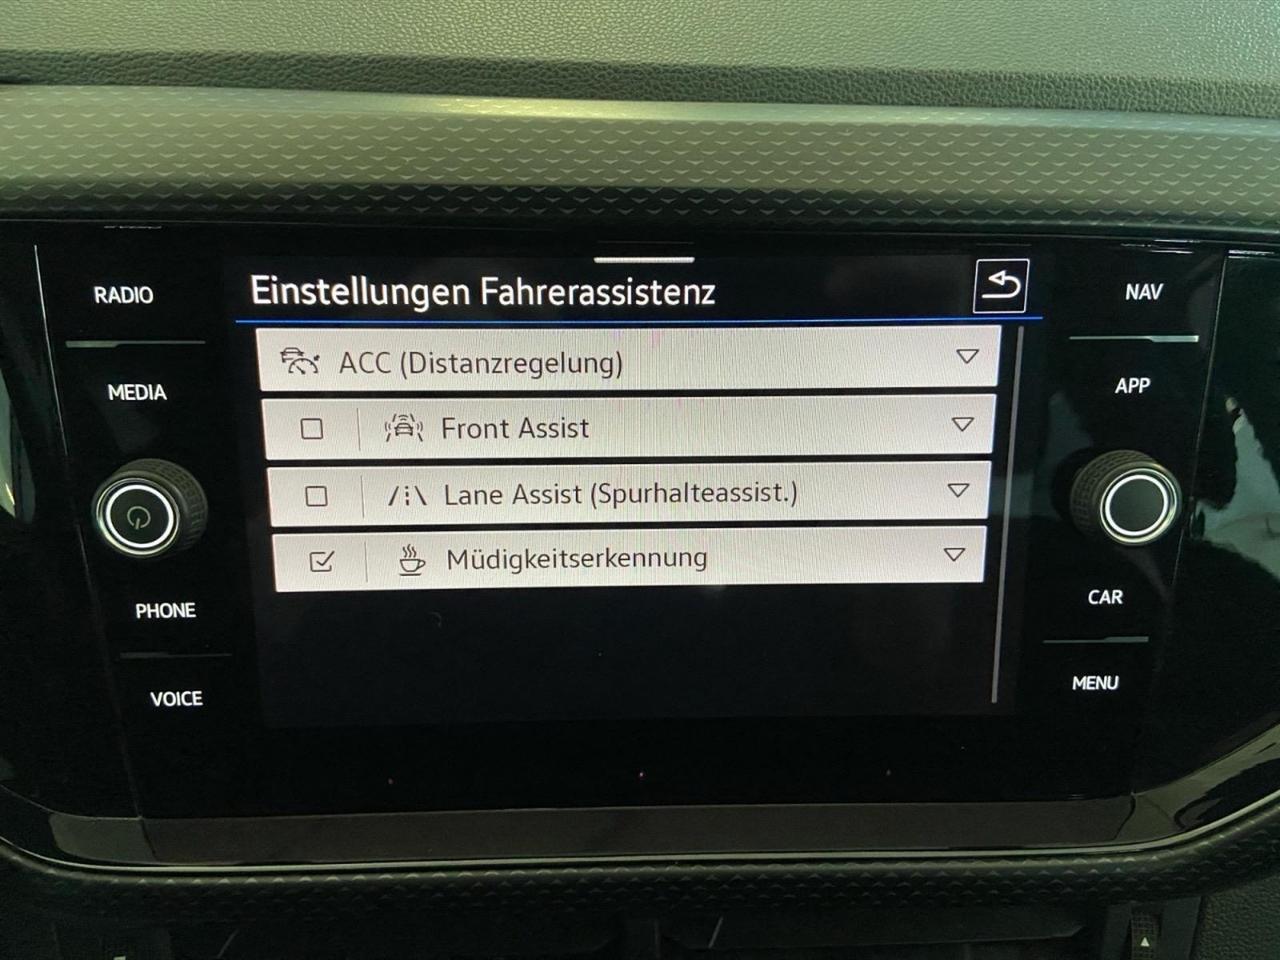 Einstellungen Fahrerassistenz
RADIO
MEDIA
PHONE
VOICE
ACC (Distanzregelung)
Front Assist
Lane Assist (Spurhalteassist.)
Müdigkeitserkennung
NAV
APP
CAR
MENU